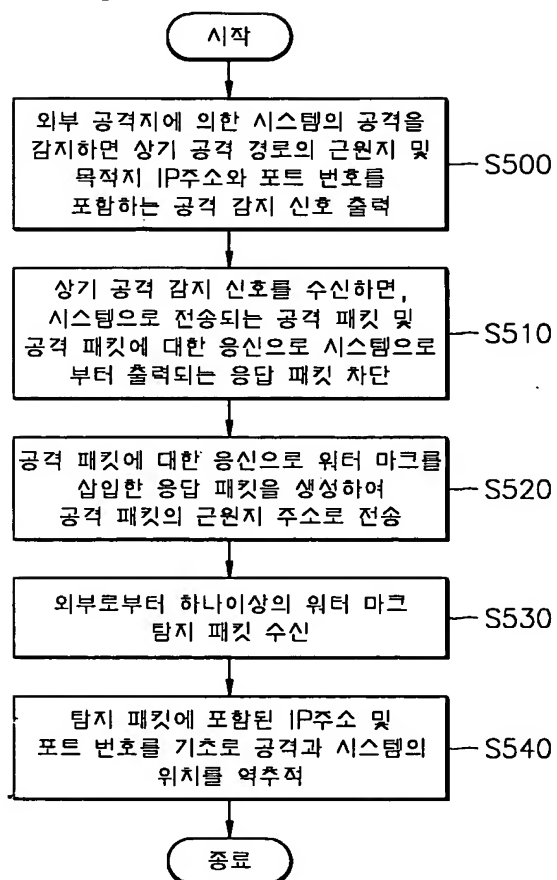 시작
외부 공격지에 의한 시스템의 공격을
감지하면 상기 공격 경로의 근원지 및
목적지 IP주소와 포트 번호를
포함하는 공격 감지 신호 출력
S500
상기 공격 감지 신호를 수신하면,
시스템으로 전송되는 공격 패킷 및
공격 패킷에 대한 응신으로 시스템으로
부터 출력되는 응답 패킷 차단
S510
공격 패킷에 대한 응신으로 워터 마크를
삽입한 응답 패킷을 생성하여
공격 패킷의 근원지 주소로 전송
S520
외부로부터 하나이상의 워터 마크
탐지 패킷 수신
S530
탐지 패킷에 포함된 IP주소 및
포트 번호를 기초로 공격과 시스템의
위치를 역추적
S540
종료